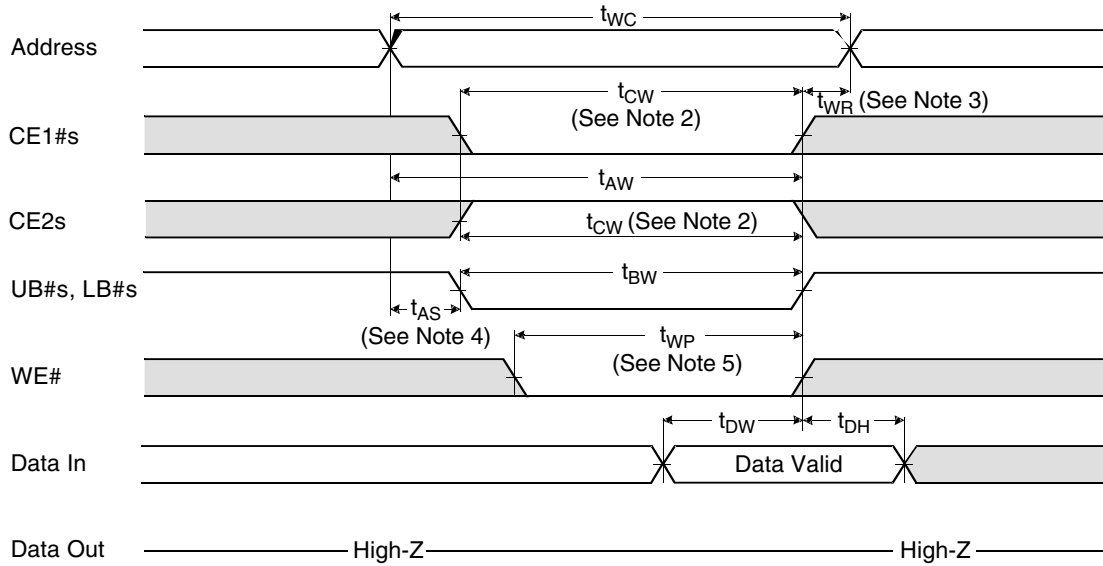 tWC
Address
tCW
(See Note 2)
tWR (See Note 3)
CE1#s
tAW
CE2s
tCW (See Note 2)
tBW
UB#s, LB#s
tAS
(See Note 4)
tWP
(See Note 5)
WE#
tDW
tDH
Data In
Data Valid
Data Out
High-Z
High-Z